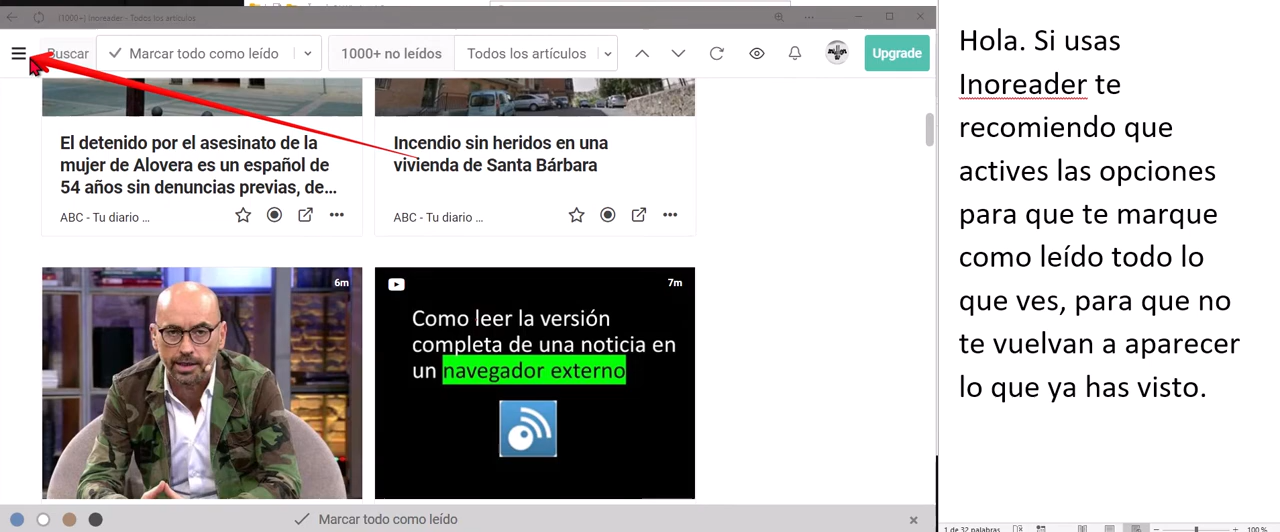 (1000+) Inoreader - Todos los artículos
Buscar
Marcar todo como leído
1000+ no leídos
Todos los artículos
Upgrade
El detenido por el asesinato de la
mujer de Alovera es un español de
54 años sin denuncias previas, de...
ABC - Tu diario ...
Incendio sin heridos en una
vivienda de Santa Bárbara
ABC - Tu diario ...
6m
7m
Como leer la versión
completa de una noticia en
un navegador externo
Marcar todo como leído
Hola. Si usas
Inoreader te
recomiendo que
actives las opciones
para que te marque
como leído todo lo
que ves, para que no
te vuelvan a aparecer
lo que ya has visto.
1 de 32 palabras
100 %